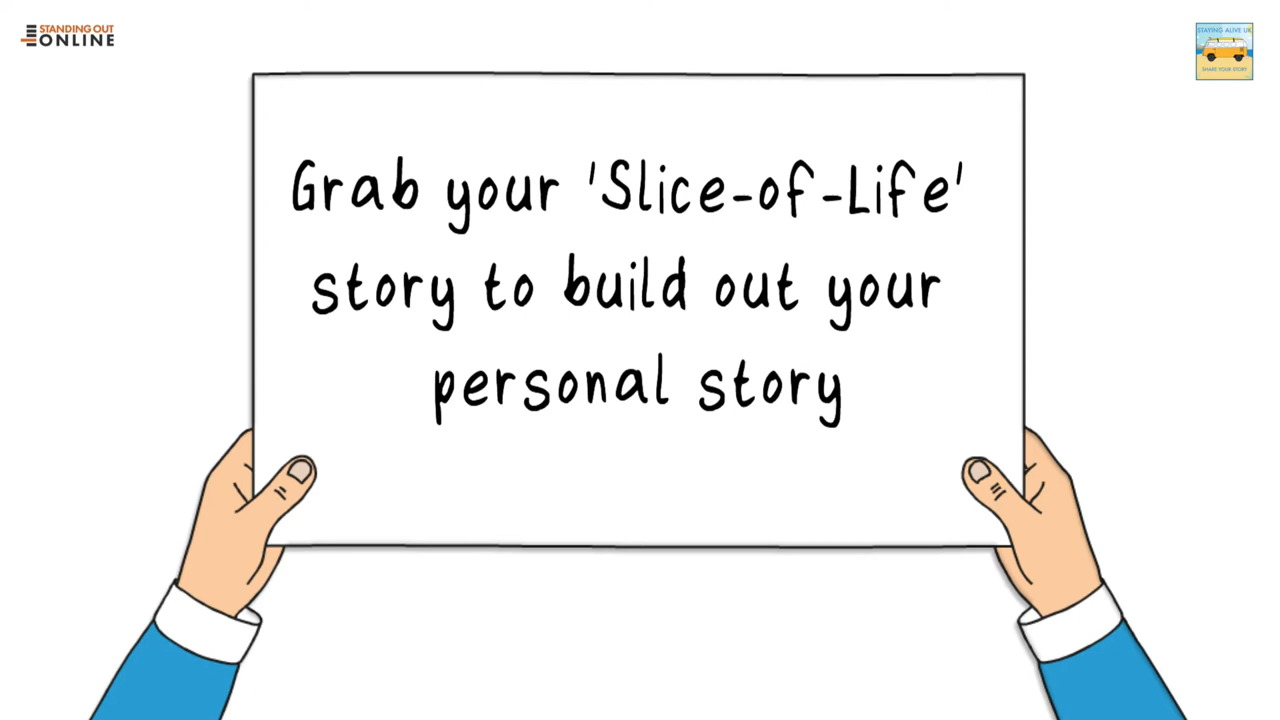 STANDING OUT
ONLINE
STAYING ALIVE UK
SHARE YOUR STORY
Grab your 'Slice-of-Life'
story to build out your
personal story